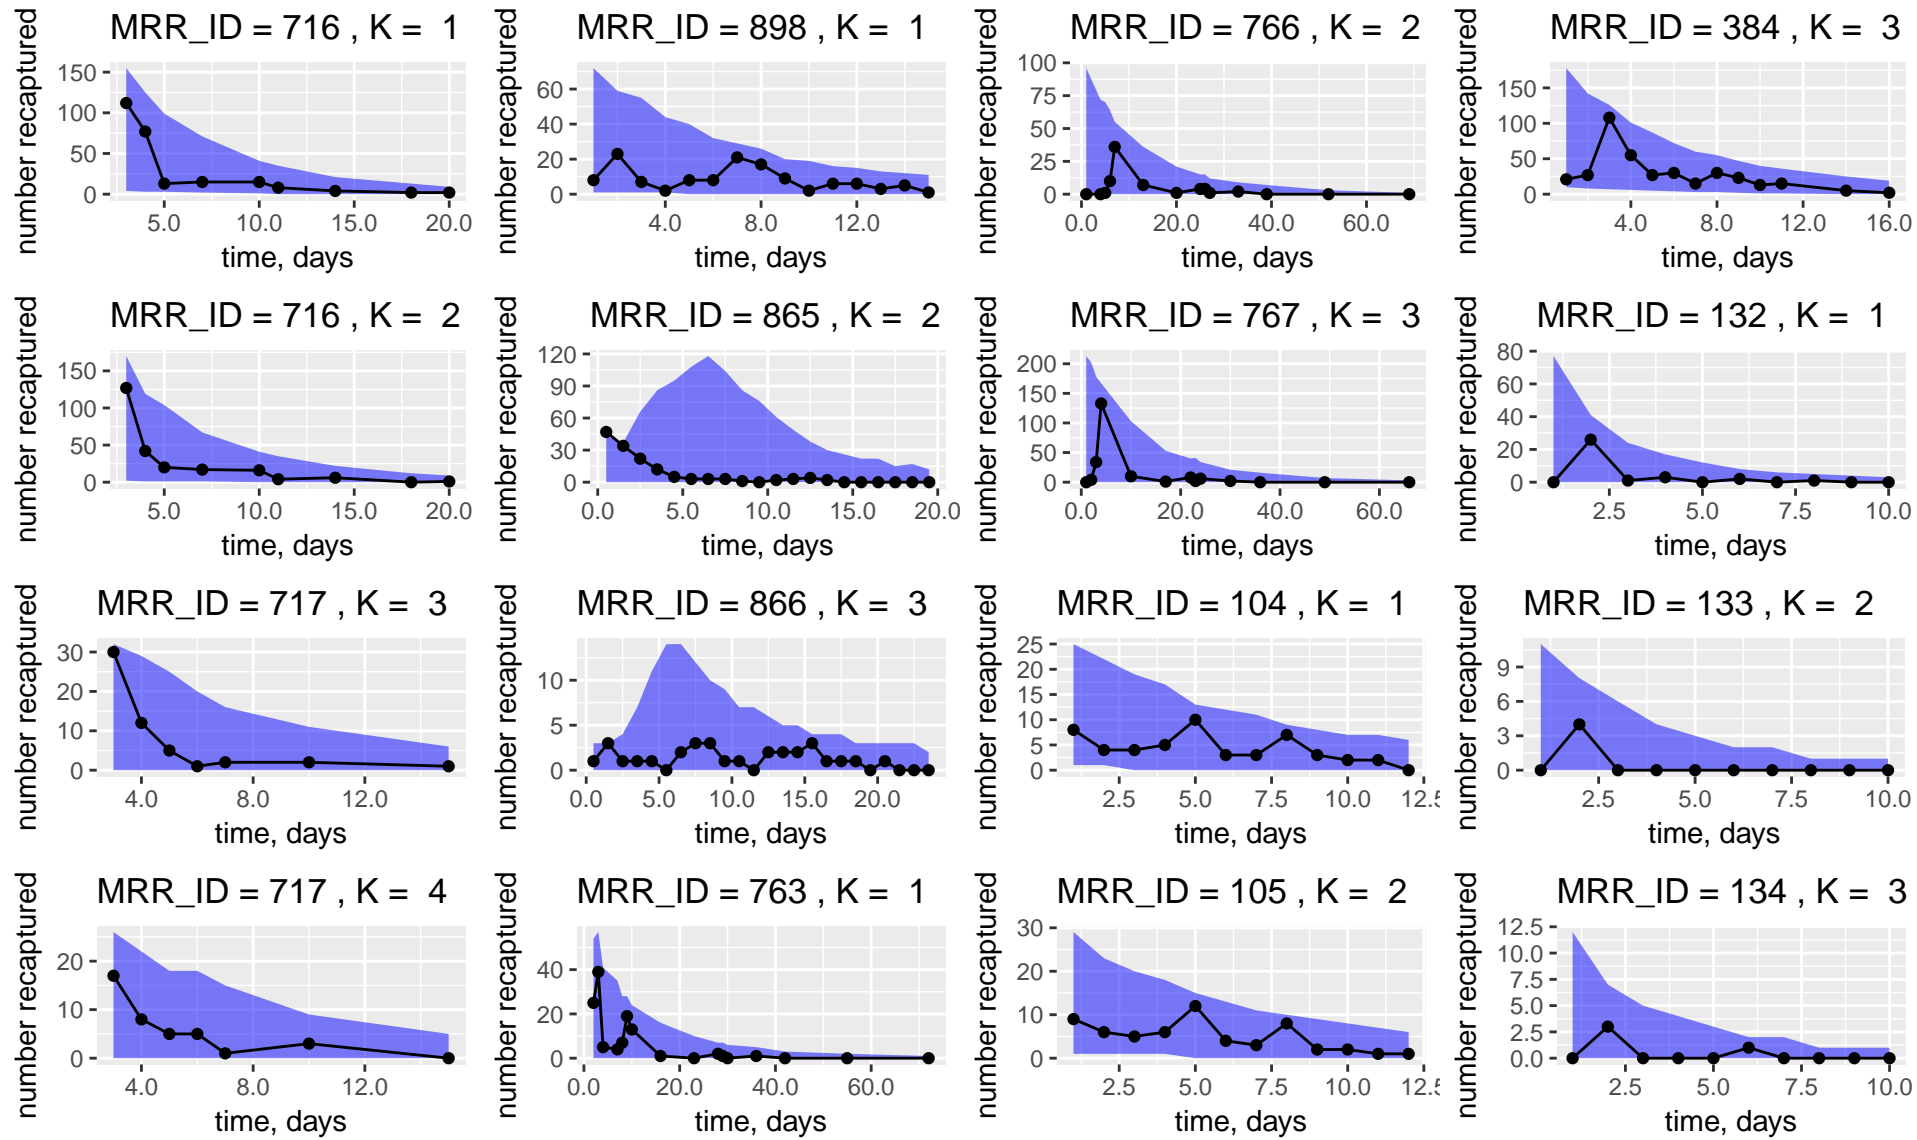 MRR_ID = 716 , K = 1
number recaptured
150
100
50
0
5.0 10.0 15.0 20.0
time, days
MRR_ID = 898 , K = 1
number recaptured
60
40
20
0
4.0 8.0 12.0
time, days
MRR_ID = 766 , K = 2
number recaptured
100
75
50
25
0
0.0 20.0 40.0 60.0
time, days
MRR_ID = 384 , K = 3
number recaptured
150
100
50
0
4.0 8.0 12.0 16.0
time, days
MRR_ID = 716 , K = 2
number recaptured
150
100
50
0
5.0 10.0 15.0 20.0
time, days
MRR_ID = 865 , K = 2
number recaptured
120
90
60
30
0
0.0 5.0 10.0 15.0 20.0
time, days
MRR_ID = 767 , K = 3
number recaptured
200
150
100
50
0
0.0 20.0 40.0 60.0
time, days
MRR_ID = 132 , K = 1
number recaptured
80
60
40
20
0
2.5 5.0 7.5 10.0
time, days
MRR_ID = 717 , K = 3
number recaptured
30
20
10
0
4.0 8.0 12.0
time, days
MRR_ID = 866 , K = 3
number recaptured
10
5
0
0.0 5.0 10.0 15.0 20.0
time, days
MRR_ID = 104 , K = 1
number recaptured
25
20
15
10
5
0
2.5 5.0 7.5 10.0 12.5
time, days
MRR_ID = 133 , K = 2
number recaptured
9
6
3
0
2.5 5.0 7.5 10.0
time, days
MRR_ID = 717 , K = 4
number recaptured
20
10
0
4.0 8.0 12.0
time, days
MRR_ID = 763 , K = 1
number recaptured
40
20
0
0.0 20.0 40.0 60.0
time, days
MRR_ID = 105 , K = 2
number recaptured
30
20
10
0
2.5 5.0 7.5 10.0 12.5
time, days
MRR_ID = 134 , K = 3
number recaptured
12.5
10.0
7.5
5.0
2.5
0.0
2.5 5.0 7.5 10.0
time, days